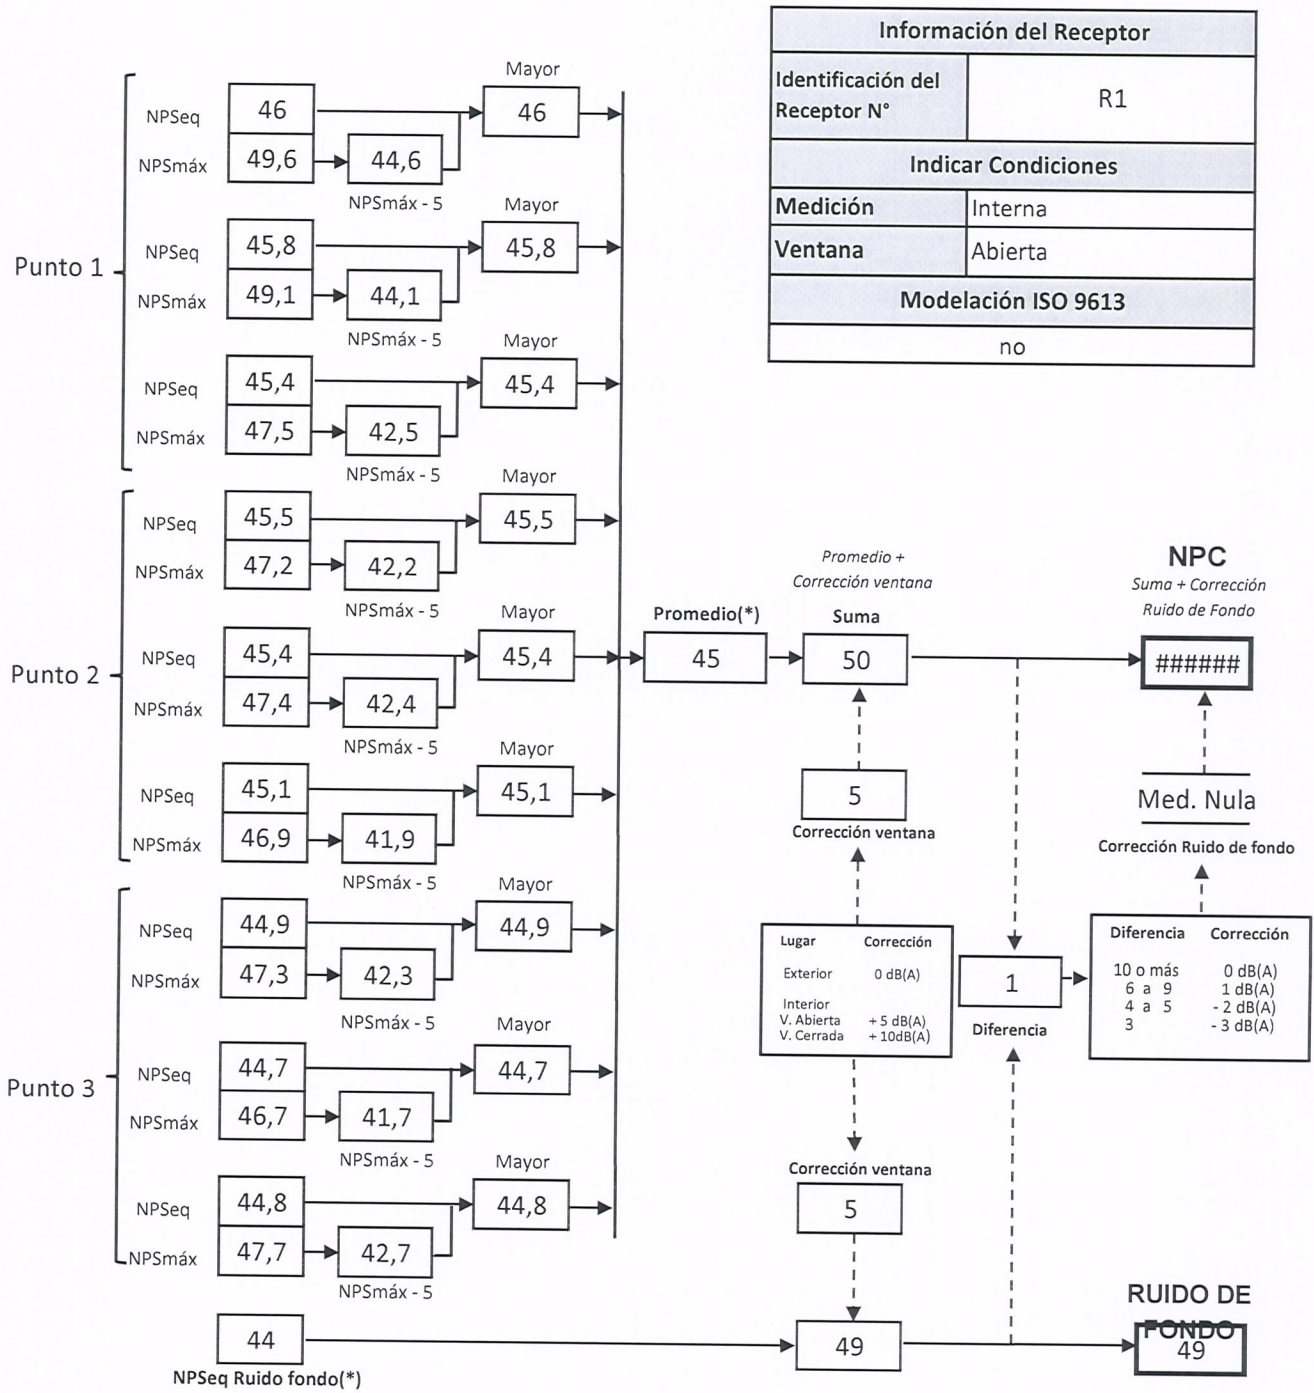 Información del Receptor
Identificación del Receptor N°
R1
Indicar Condiciones
Medición Interna
Ventana Abierta
Modelación ISO 9613
no
Punto 1
Mayor
NPSeq 46 46
NPSmáx 49,6 44,6
NPSmáx - 5
Mayor
NPSeq 45,8 45,8
NPSmáx 49,1 44,1
NPSmáx - 5
Mayor
NPSeq 45,4 45,4
NPSmáx 47,5 42,5
NPSmáx - 5
Punto 2
Mayor
NPSeq 45,5 45,5
NPSmáx 47,2 42,2
NPSmáx - 5
Mayor
NPSeq 45,4 45,4
NPSmáx 47,4 42,4
NPSmáx - 5
Mayor
NPSeq 45,1 45,1
NPSmáx 46,9 41,9
NPSmáx - 5
Punto 3
Mayor
NPSeq 44,9 44,9
NPSmáx 47,3 42,3
NPSmáx - 5
Mayor
NPSeq 44,7 44,7
NPSmáx 46,7 41,7
NPSmáx - 5
Mayor
NPSeq 44,8 44,8
NPSmáx 47,7 42,7
NPSmáx - 5
44
NPSeq Ruido fondo(*)
Promedio(*)
45
Promedio +
Corrección ventana
Suma
50
5
Corrección ventana
Lugar Corrección
Exterior 0 dB(A)
Interior
V. Abierta + 5 dB(A)
V. Cerrada + 10dB(A)
Corrección ventana
5
49
1
Diferencia
NPC
Suma + Corrección
Ruido de Fondo
######
Med. Nula
Corrección Ruido de fondo
Diferencia Corrección
10 o más 0 dB(A)
6 a 9 1 dB(A)
4 a 5 - 2 dB(A)
3 - 3 dB(A)
RUIDO DE
FONDO
49